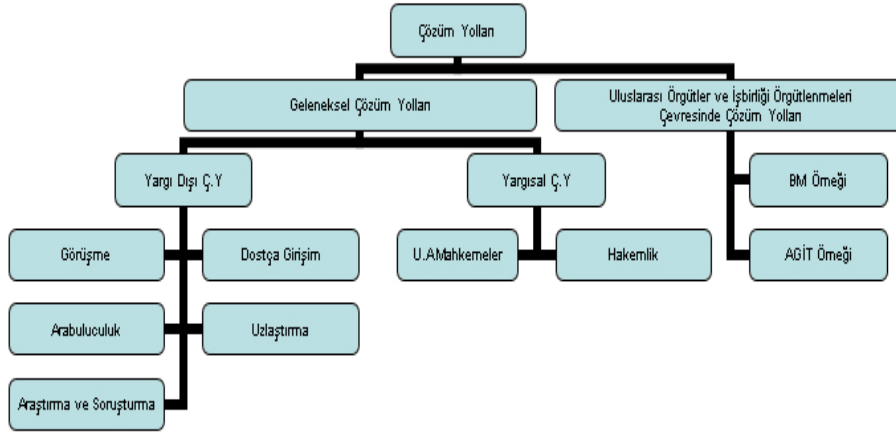 Çözüm Yolları
Geleneksel Çözüm Yolları
Uluslarası Örgütler ve İşbirliği Örgütlenmeleri
Çevresinde Çözüm Yolları
Yargı Dışı Ç.Y
Yargısal Ç.Y
BM Örneği
Görüşme
Dostça Girişim
U.AMahkemeler
Hakemlik
AGİT Örneği
Arabuluculuk
Uzlaştırma
Araştırma ve Soruşturma